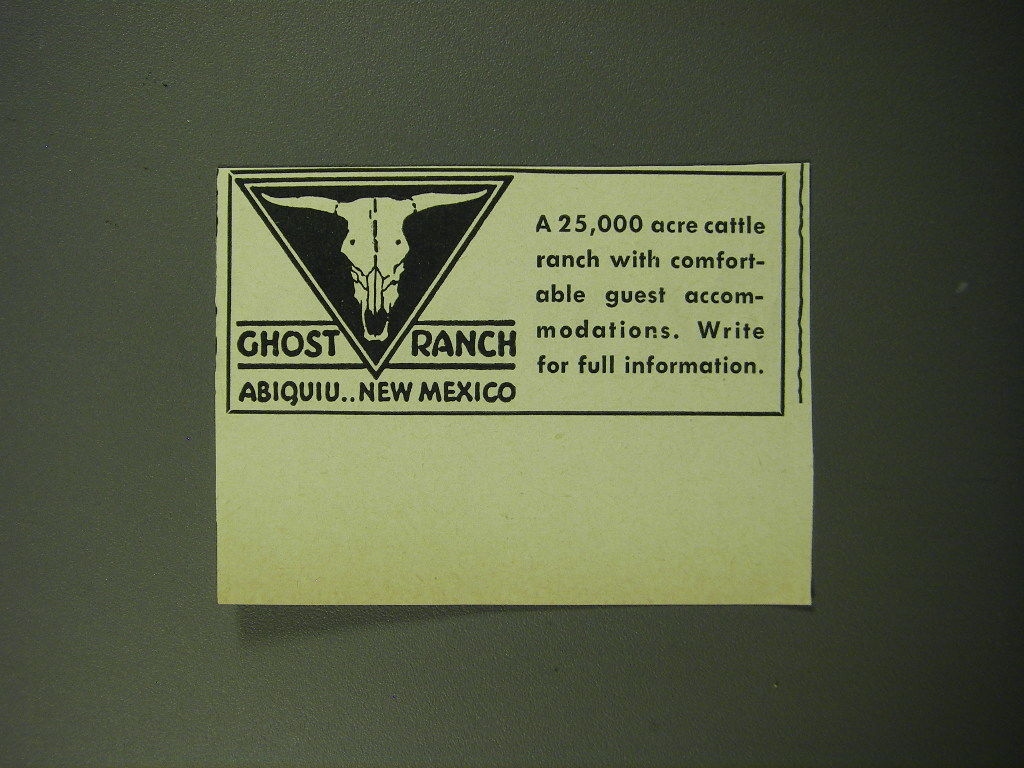 GHOST RANCH
ABIQUIU.. NEW MEXICO
A 25,000 acre cattle
ranch with comfort-
able guest accom-
modations. Write
for full information.